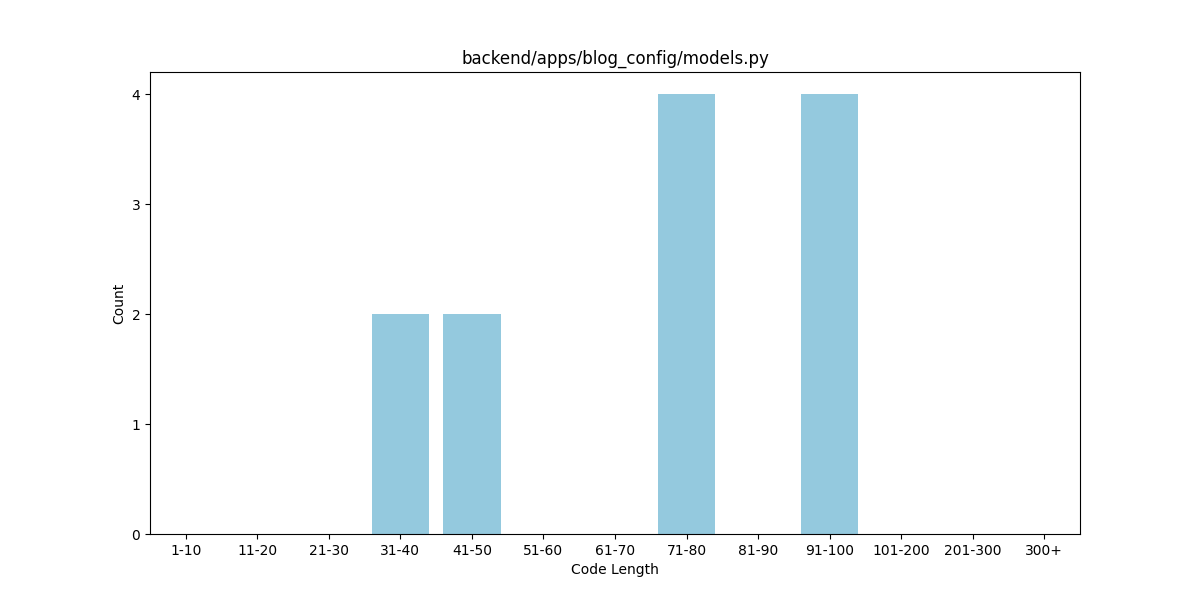 backend/apps/blog_config/models.py
4
3
2
1
0
Count
1-10 11-20 21-30 31-40 41-50 51-60 61-70 71-80 81-90 91-100 101-200 201-300 300+
Code Length